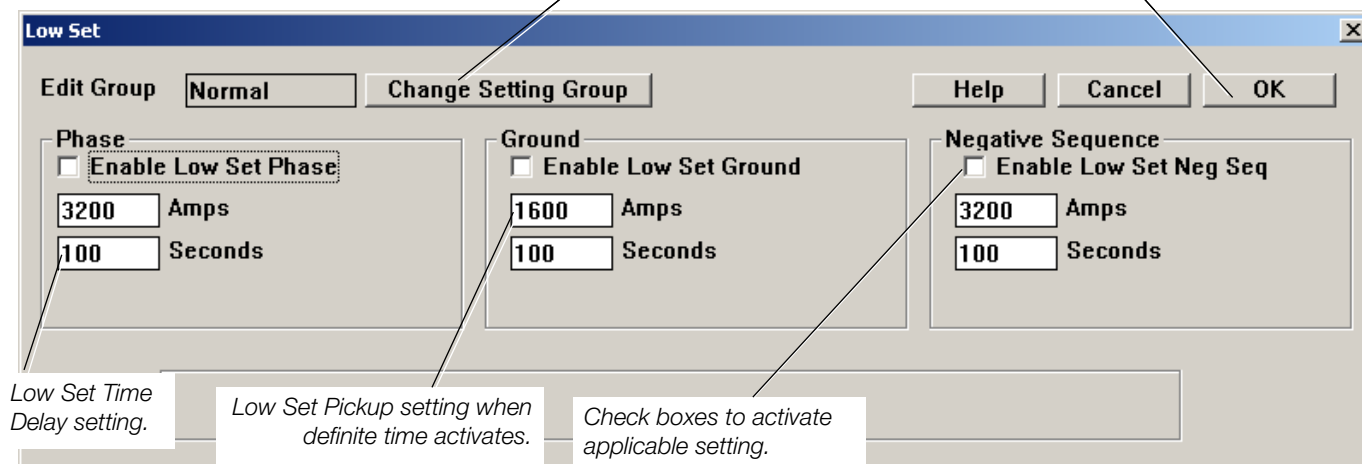 Low Set
Edit Group Normal Change Setting Group Help Cancel OK
Phase
Enable Low Set Phase
3200 Amps
100 Seconds
Ground
Enable Low Set Ground
1600 Amps
100 Seconds
Negative Sequence
Enable Low Set Neg Seq
3200 Amps
100 Seconds
Low Set Time
Delay setting.
Low Set Pickup setting when
definite time activates.
Check boxes to activate
applicable setting.